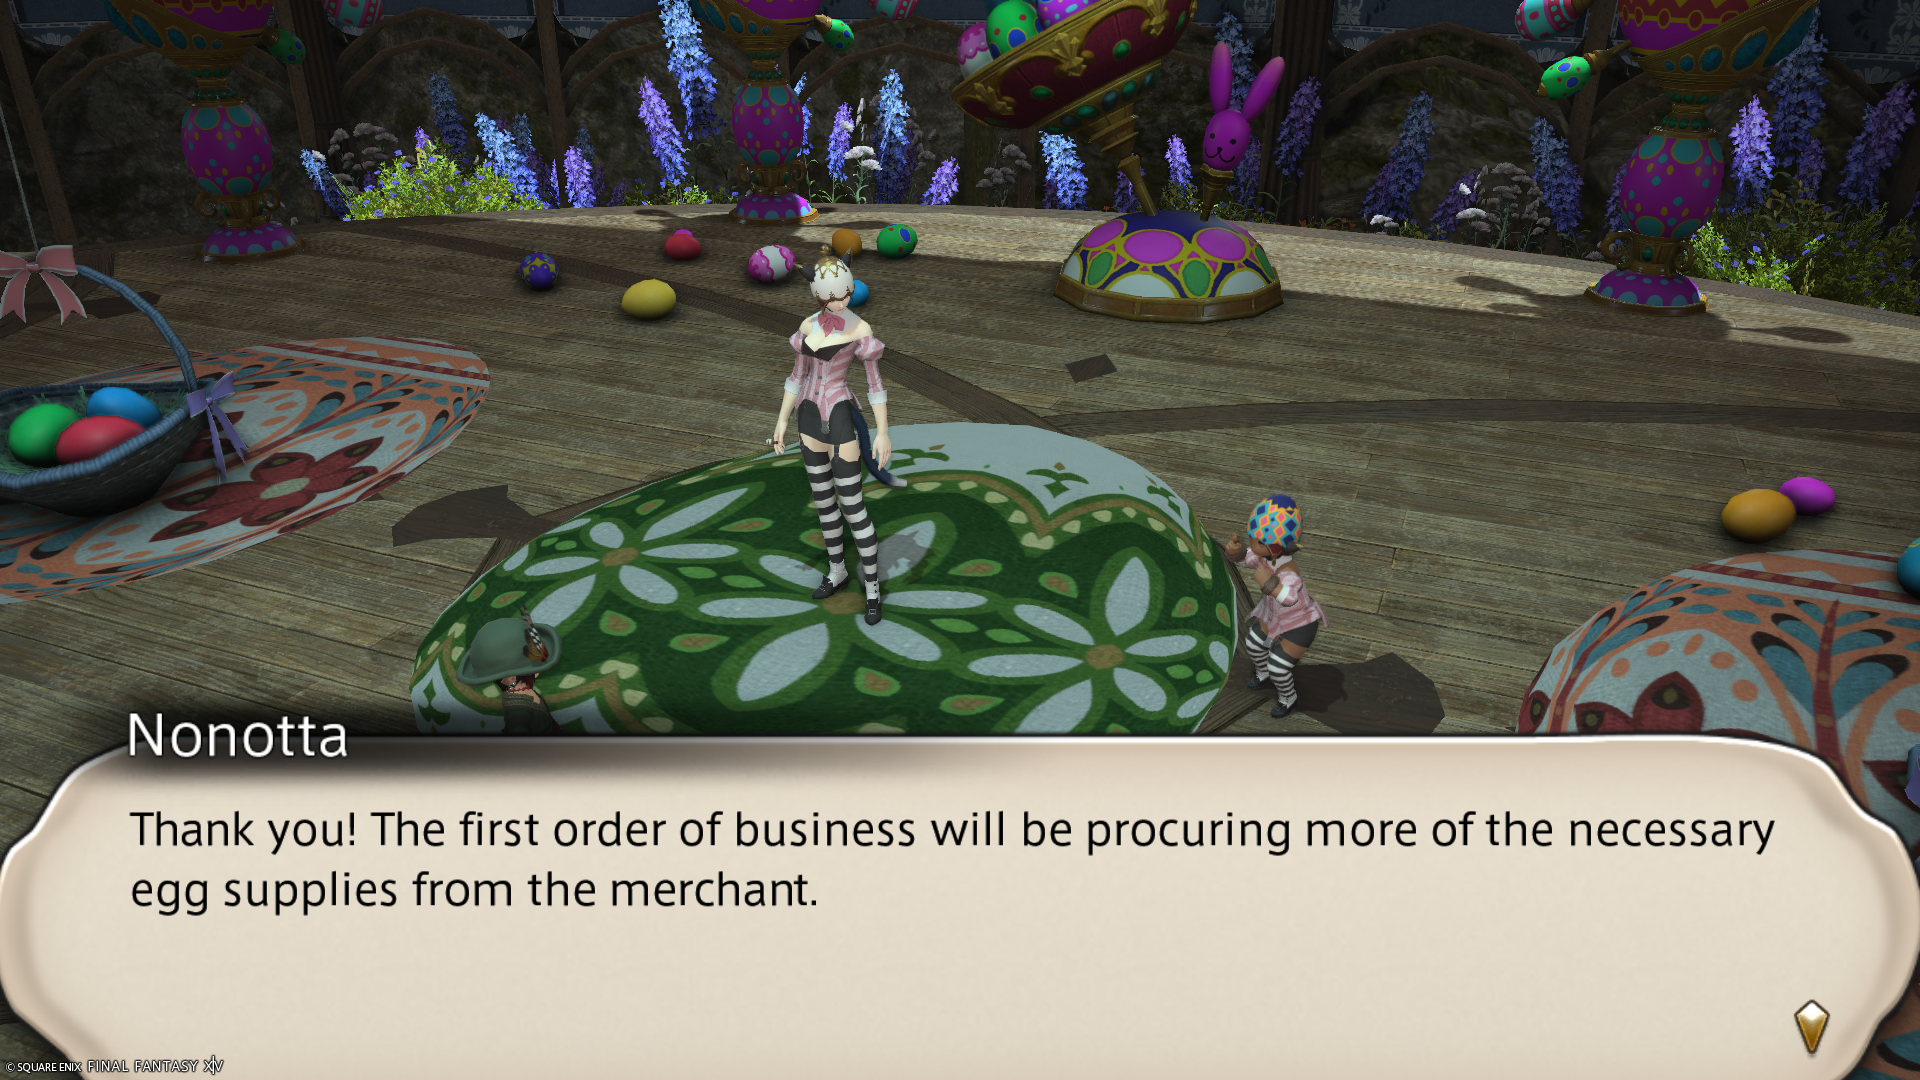 Nonotta
Thank you! The first order of business will be procuring more of the necessary
egg supplies from the merchant.
© SQUARE ENIX FINAL FANTASY XIV